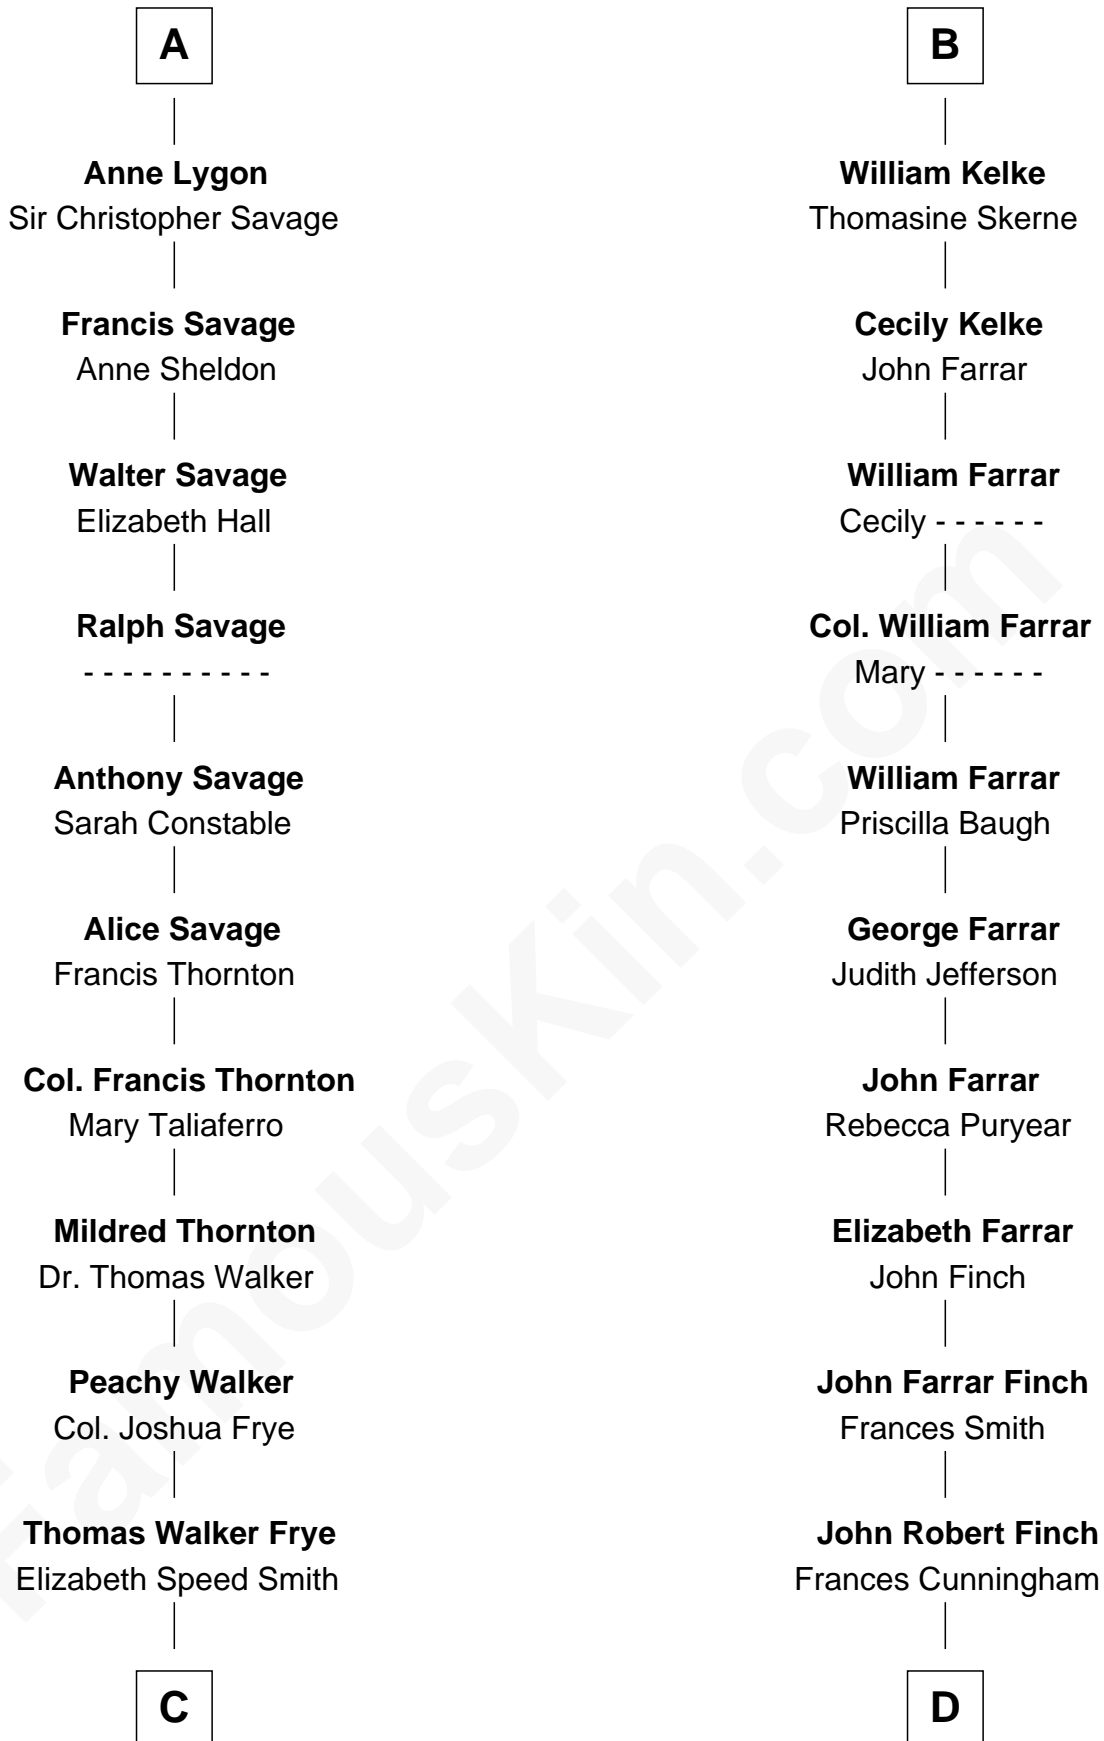 A
Anne Lygon
Sir Christopher Savage
Francis Savage
Anne Sheldon
Walter Savage
Elizabeth Hall
Ralph Savage
- - - - - - - - - -
Anthony Savage
Sarah Constable
Alice Savage
Francis Thornton
Col. Francis Thornton
Mary Taliaferro
Mildred Thornton
Dr. Thomas Walker
Peachy Walker
Col. Joshua Frye
Thomas Walker Frye
Elizabeth Speed Smith
C
B
William Kelke
Thomasine Skerne
Cecily Kelke
John Farrar
William Farrar
Cecily - - - - - -
Col. William Farrar
Mary - - - - - -
William Farrar
Priscilla Baugh
George Farrar
Judith Jefferson
John Farrar
Rebecca Puryear
Elizabeth Farrar
John Finch
John Farrar Finch
Frances Smith
John Robert Finch
Frances Cunningham
D
FamousKin.com